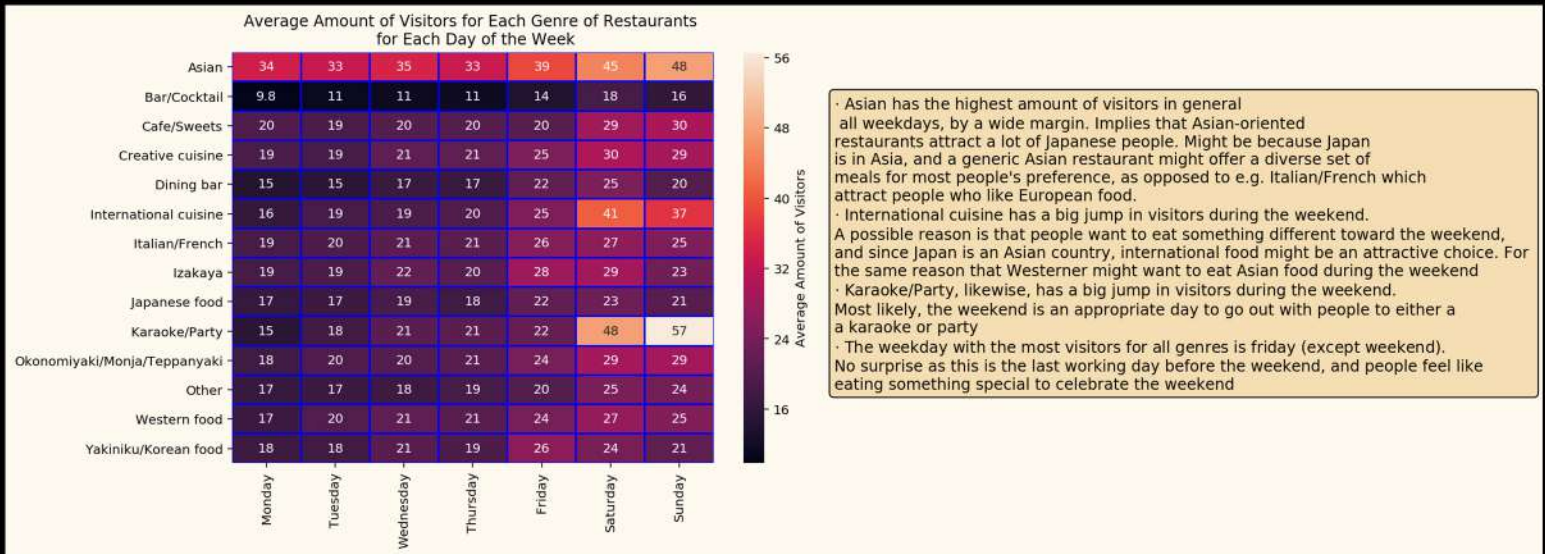 Average Amount of Visitors for Each Genre of Restaurants
for Each Day of the Week
Asian 34 33 35 33 39 45 48
Bar/Cocktail 9.8 11 11 11 14 18 16
Cafe/Sweets 20 19 20 20 20 29 30
Creative cuisine 19 19 21 21 25 30 29
Dining bar 15 15 17 17 22 25 20
International cuisine 16 19 19 20 25 41 37
Italian/French 19 20 21 21 26 27 25
Izakaya 19 19 22 20 28 29 23
Japanese food 17 17 19 18 22 23 21
Karaoke/Party 15 18 21 21 22 48 57
Okonomiyaki/Monja/Teppanyaki 18 20 20 21 24 29 29
Other 17 17 18 19 20 25 24
Western food 17 20 21 21 24 27 25
Yakiniku/Korean food 18 18 21 19 26 24 21
Monday Tuesday Wednesday Thursday Friday Saturday Sunday
56
48
40
32
24
16
Average Amount of Visitors
· Asian has the highest amount of visitors in general
all weekdays, by a wide margin. Implies that Asian-oriented
restaurants attract a lot of Japanese people. Might be because Japan
is in Asia, and a generic Asian restaurant might offer a diverse set of
meals for most people's preference, as opposed to e.g. Italian/French which
attract people who like European food.
· International cuisine has a big jump in visitors during the weekend.
A possible reason is that people want to eat something different toward the weekend,
and since Japan is an Asian country, international food might be an attractive choice. For
the same reason that Westerner might want to eat Asian food during the weekend
· Karaoke/Party, likewise, has a big jump in visitors during the weekend.
Most likely, the weekend is an appropriate day to go out with people to either a
a karaoke or party
· The weekday with the most visitors for all genres is friday (except weekend).
No surprise as this is the last working day before the weekend, and people feel like
eating something special to celebrate the weekend